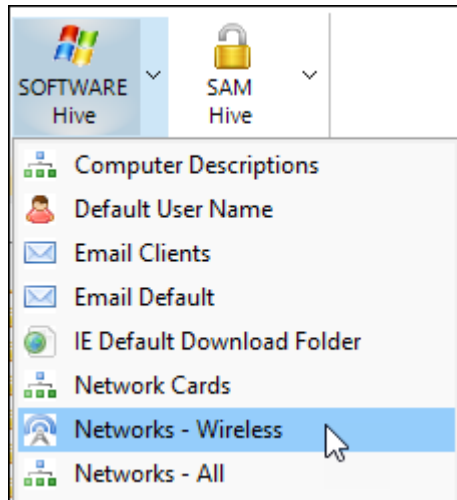 SOFTWARE
Hive
SAM
Hive
Computer Descriptions
Default User Name
Email Clients
Email Default
IE Default Download Folder
Network Cards
Networks - Wireless
Networks - All